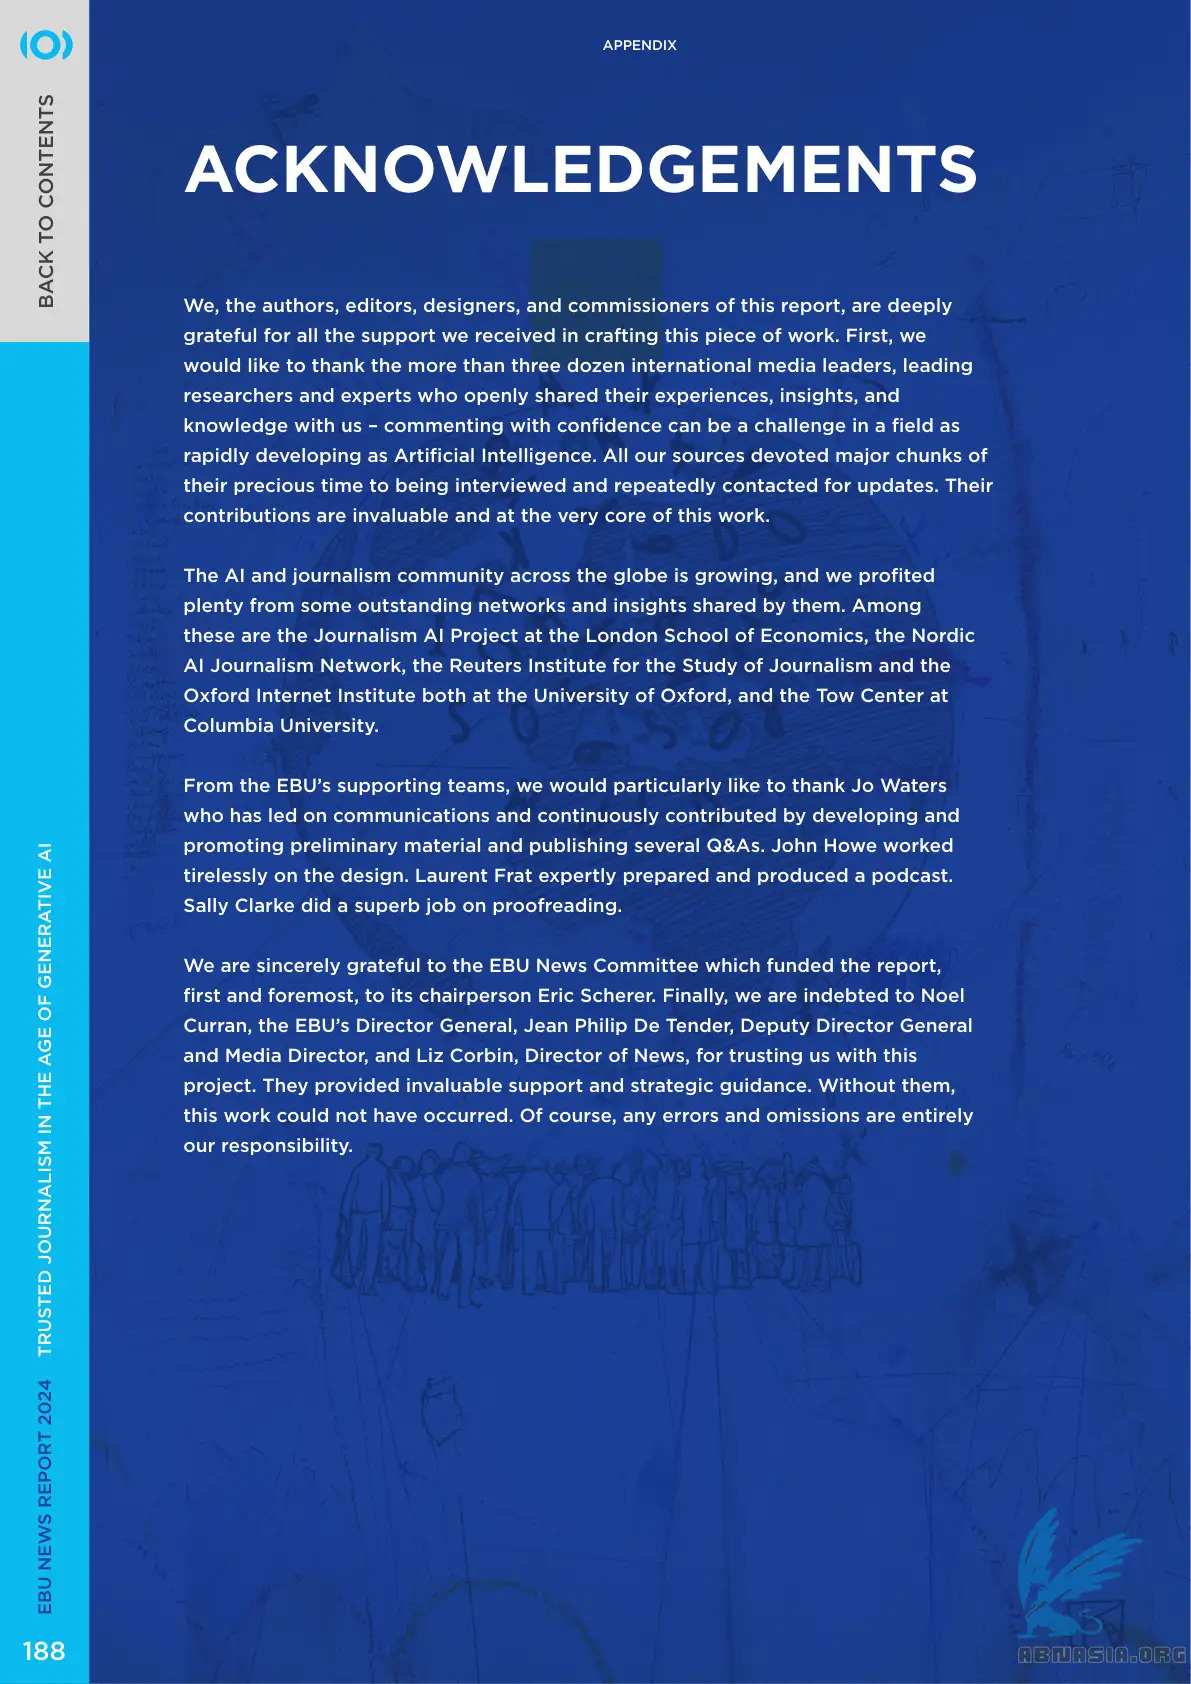 APPENDIX
BACK TO CONTENTS
ACKNOWLEDGEMENTS
We, the authors, editors, designers, and commissioners of this report, are deeply
grateful for all the support we received in crafting this piece of work. First, we
would like to thank the more than three dozen international media leaders, leading
researchers and experts who openly shared their experiences, insights, and
knowledge with us – commenting with confidence can be a challenge in a field as
rapidly developing as Artificial Intelligence. All our sources devoted major chunks of
their precious time to being interviewed and repeatedly contacted for updates. Their
contributions are invaluable and at the very core of this work.
The AI and journalism community across the globe is growing, and we profited
plenty from some outstanding networks and insights shared by them. Among
these are the Journalism AI Project at the London School of Economics, the Nordic
AI Journalism Network, the Reuters Institute for the Study of Journalism and the
Oxford Internet Institute both at the University of Oxford, and the Tow Center at
Columbia University.
From the EBU’s supporting teams, we would particularly like to thank Jo Waters
who has led on communications and continuously contributed by developing and
promoting preliminary material and publishing several Q&As. John Howe worked
tirelessly on the design. Laurent Frat expertly prepared and produced a podcast.
Sally Clarke did a superb job on proofreading.
We are sincerely grateful to the EBU News Committee which funded the report,
first and foremost, to its chairperson Eric Scherer. Finally, we are indebted to Noel
Curran, the EBU’s Director General, Jean Philip De Tender, Deputy Director General
and Media Director, and Liz Corbin, Director of News, for trusting us with this
project. They provided invaluable support and strategic guidance. Without them,
this work could not have occurred. Of course, any errors and omissions are entirely
our responsibility.
EBU NEWS REPORT 2024 TRUSTED JOURNALISM IN THE AGE OF GENERATIVE AI
188
ABNASIA.ORG